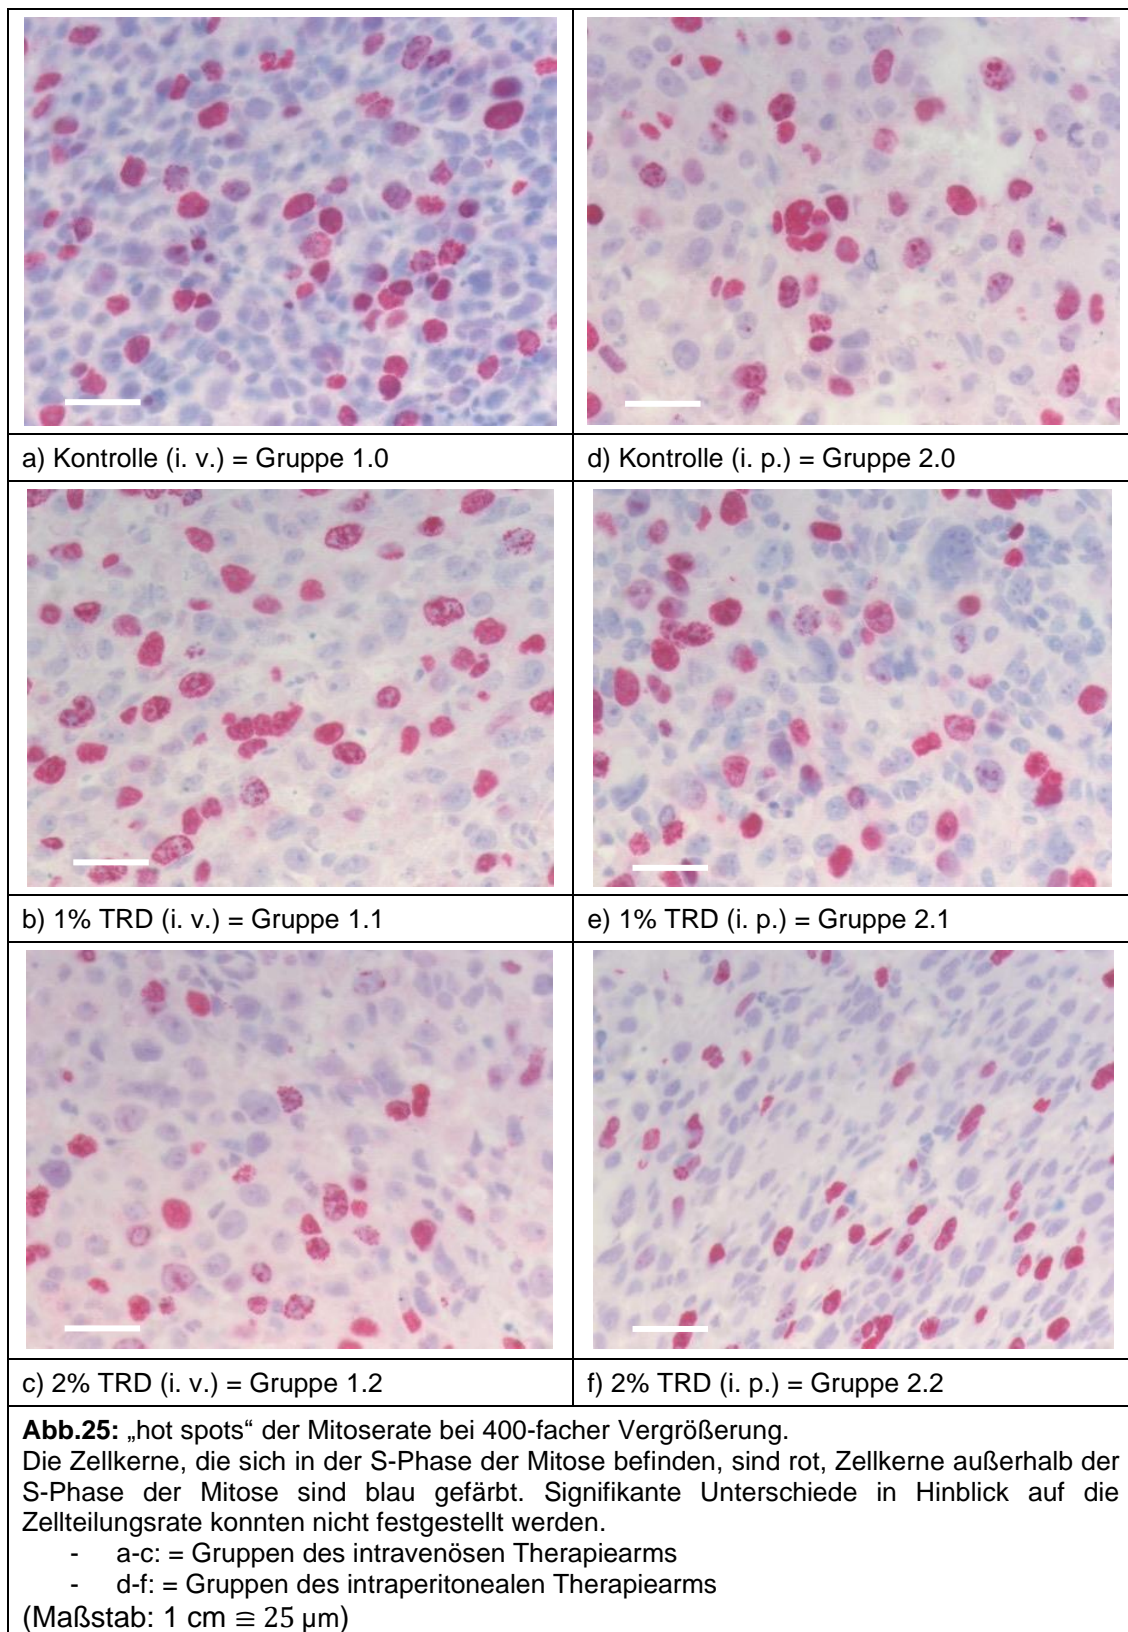 a) Kontrolle (i. v.) = Gruppe 1.0
d) Kontrolle (i. p.) = Gruppe 2.0
b) 1% TRD (i. v.) = Gruppe 1.1
e) 1% TRD (i. p.) = Gruppe 2.1
c) 2% TRD (i. v.) = Gruppe 1.2
f) 2% TRD (i. p.) = Gruppe 2.2
Abb.25: „hot spots“ der Mitoserate bei 400-facher Vergrößerung.
Die Zellkerne, die sich in der S-Phase der Mitose befinden, sind rot, Zellkerne außerhalb der
S-Phase der Mitose sind blau gefärbt. Signifikante Unterschiede in Hinblick auf die
Zellteilungsrate konnten nicht festgestellt werden.
- a-c: = Gruppen des intravenösen Therapiearms
- d-f: = Gruppen des intraperitonealen Therapiearms
(Maßstab: 1 cm ≅ 25 µm)